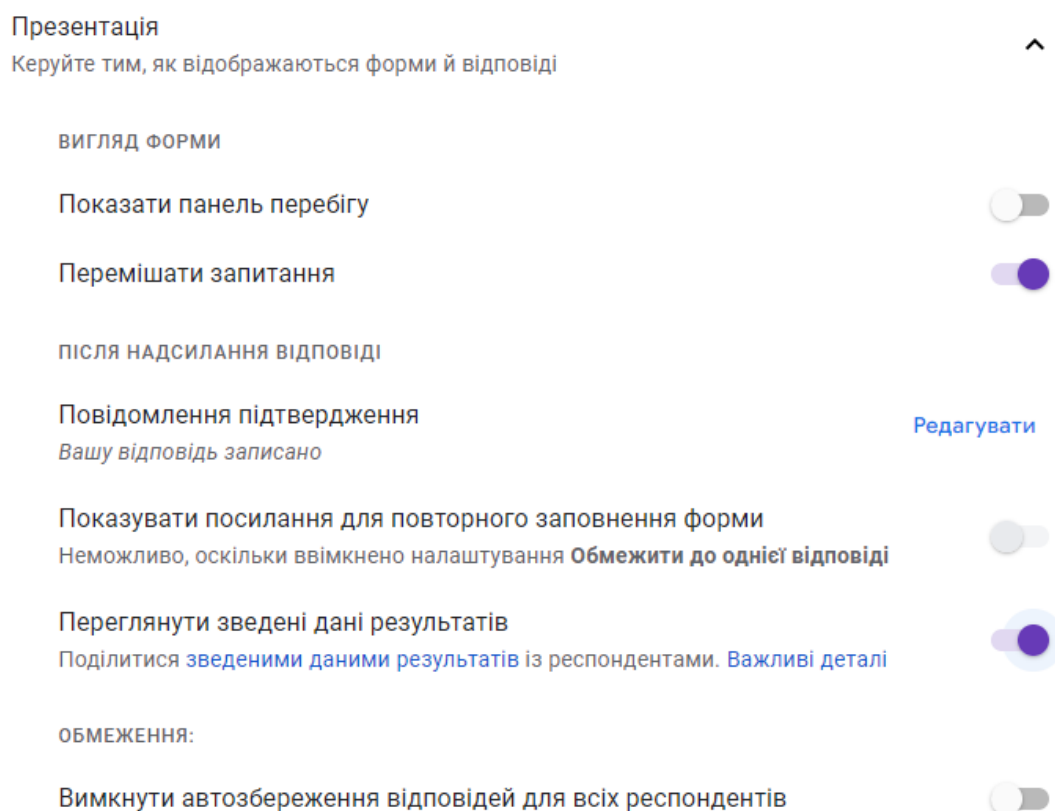 Презентація
Керуйте тим, як відображаються форми й відповіді
ВИГЛЯД ФОРМИ
Показати панель перебігу
Перемішати запитання
ПІСЛЯ НАДСИЛАННЯ ВІДПОВІДІ
Повідомлення підтвердження
Редагувати
Вашу відповідь записано
Показувати посилання для повторного заповнення форми
Неможливо, оскільки ввімкнено налаштування Обмежити до однієї відповіді
Переглянути зведені дані результатів
Поділитися зведеними даними результатів із респондентами. Важливі деталі
ОБМЕЖЕННЯ:
Вимкнути автозбереження відповідей для всіх респондентів